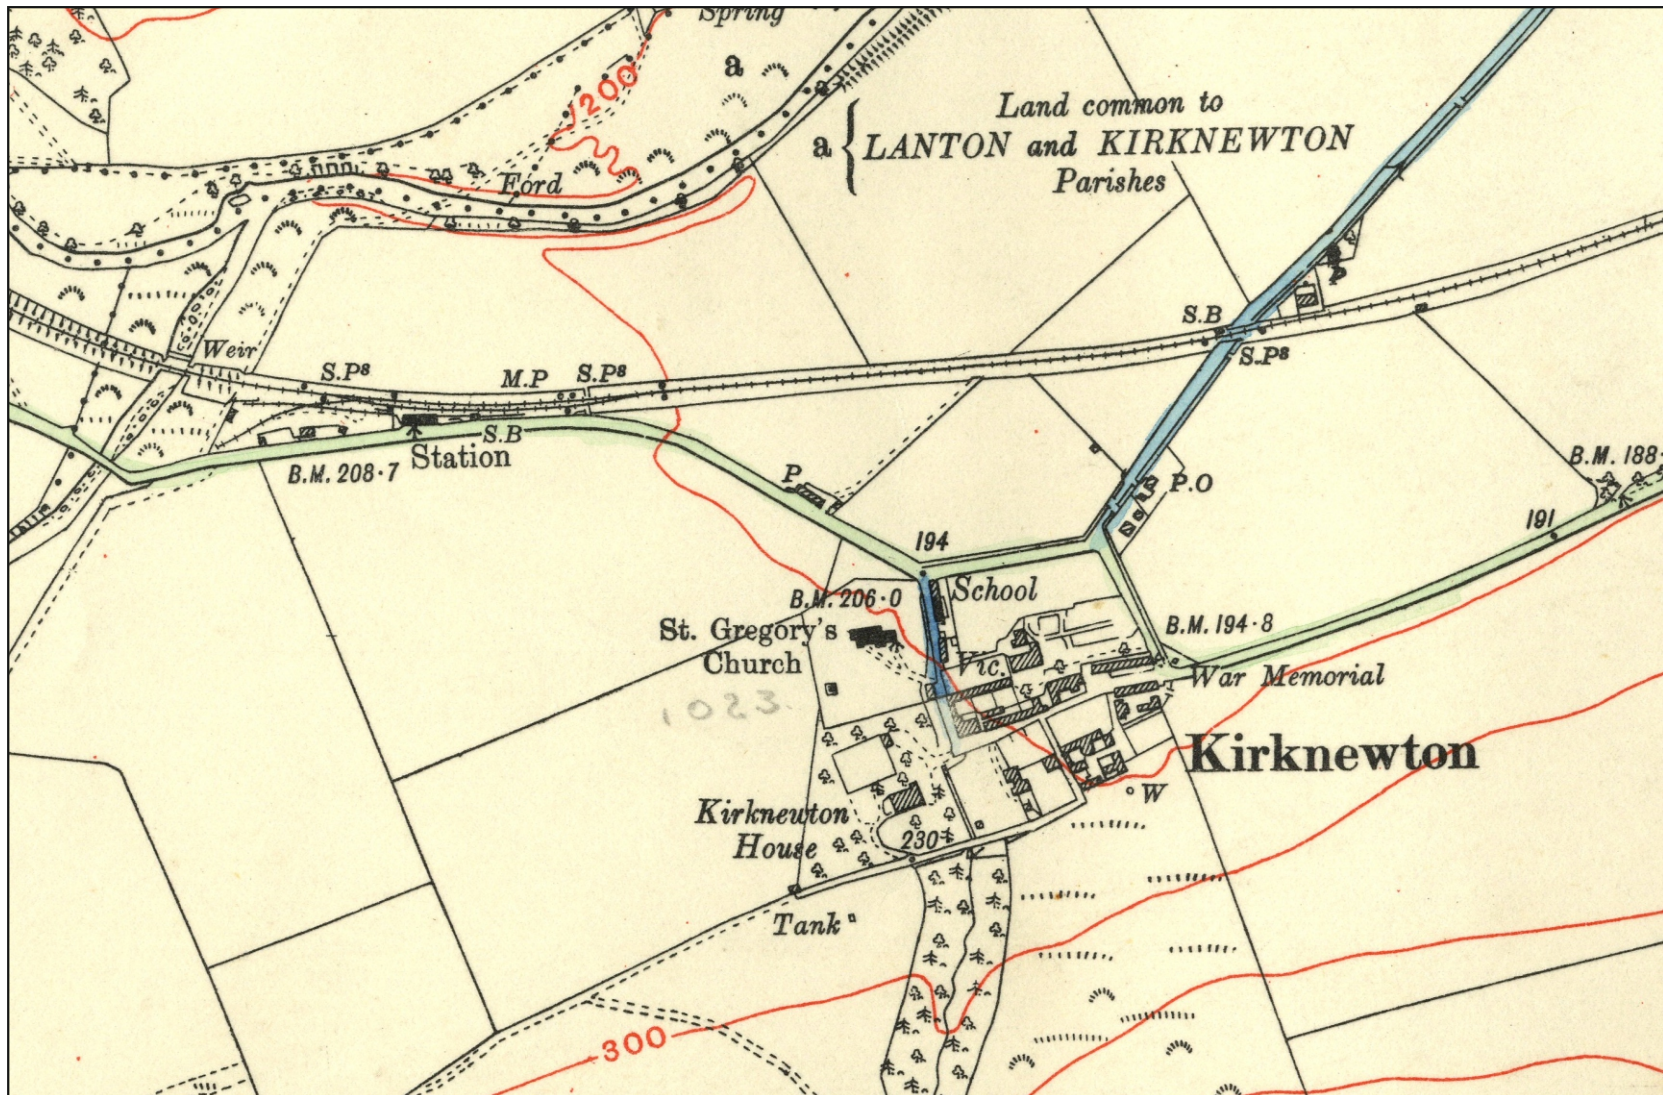 Spring
200
a
Land common to
a { LANTON and KIRKNEWTON
Parishes
Ford
P
S.B
S.Ps
Weir
S.Ps
M.P
S.Ps
S.B
Station
B.M. 208·7
P
P.O
B.M. 188·
191
194
School
B.M. 206·0
St. Gregory's
Church
Vic.
B.M. 194·8
War Memorial
1023.
Kirknewton
W
Kirknewton
House
230
Tank
300